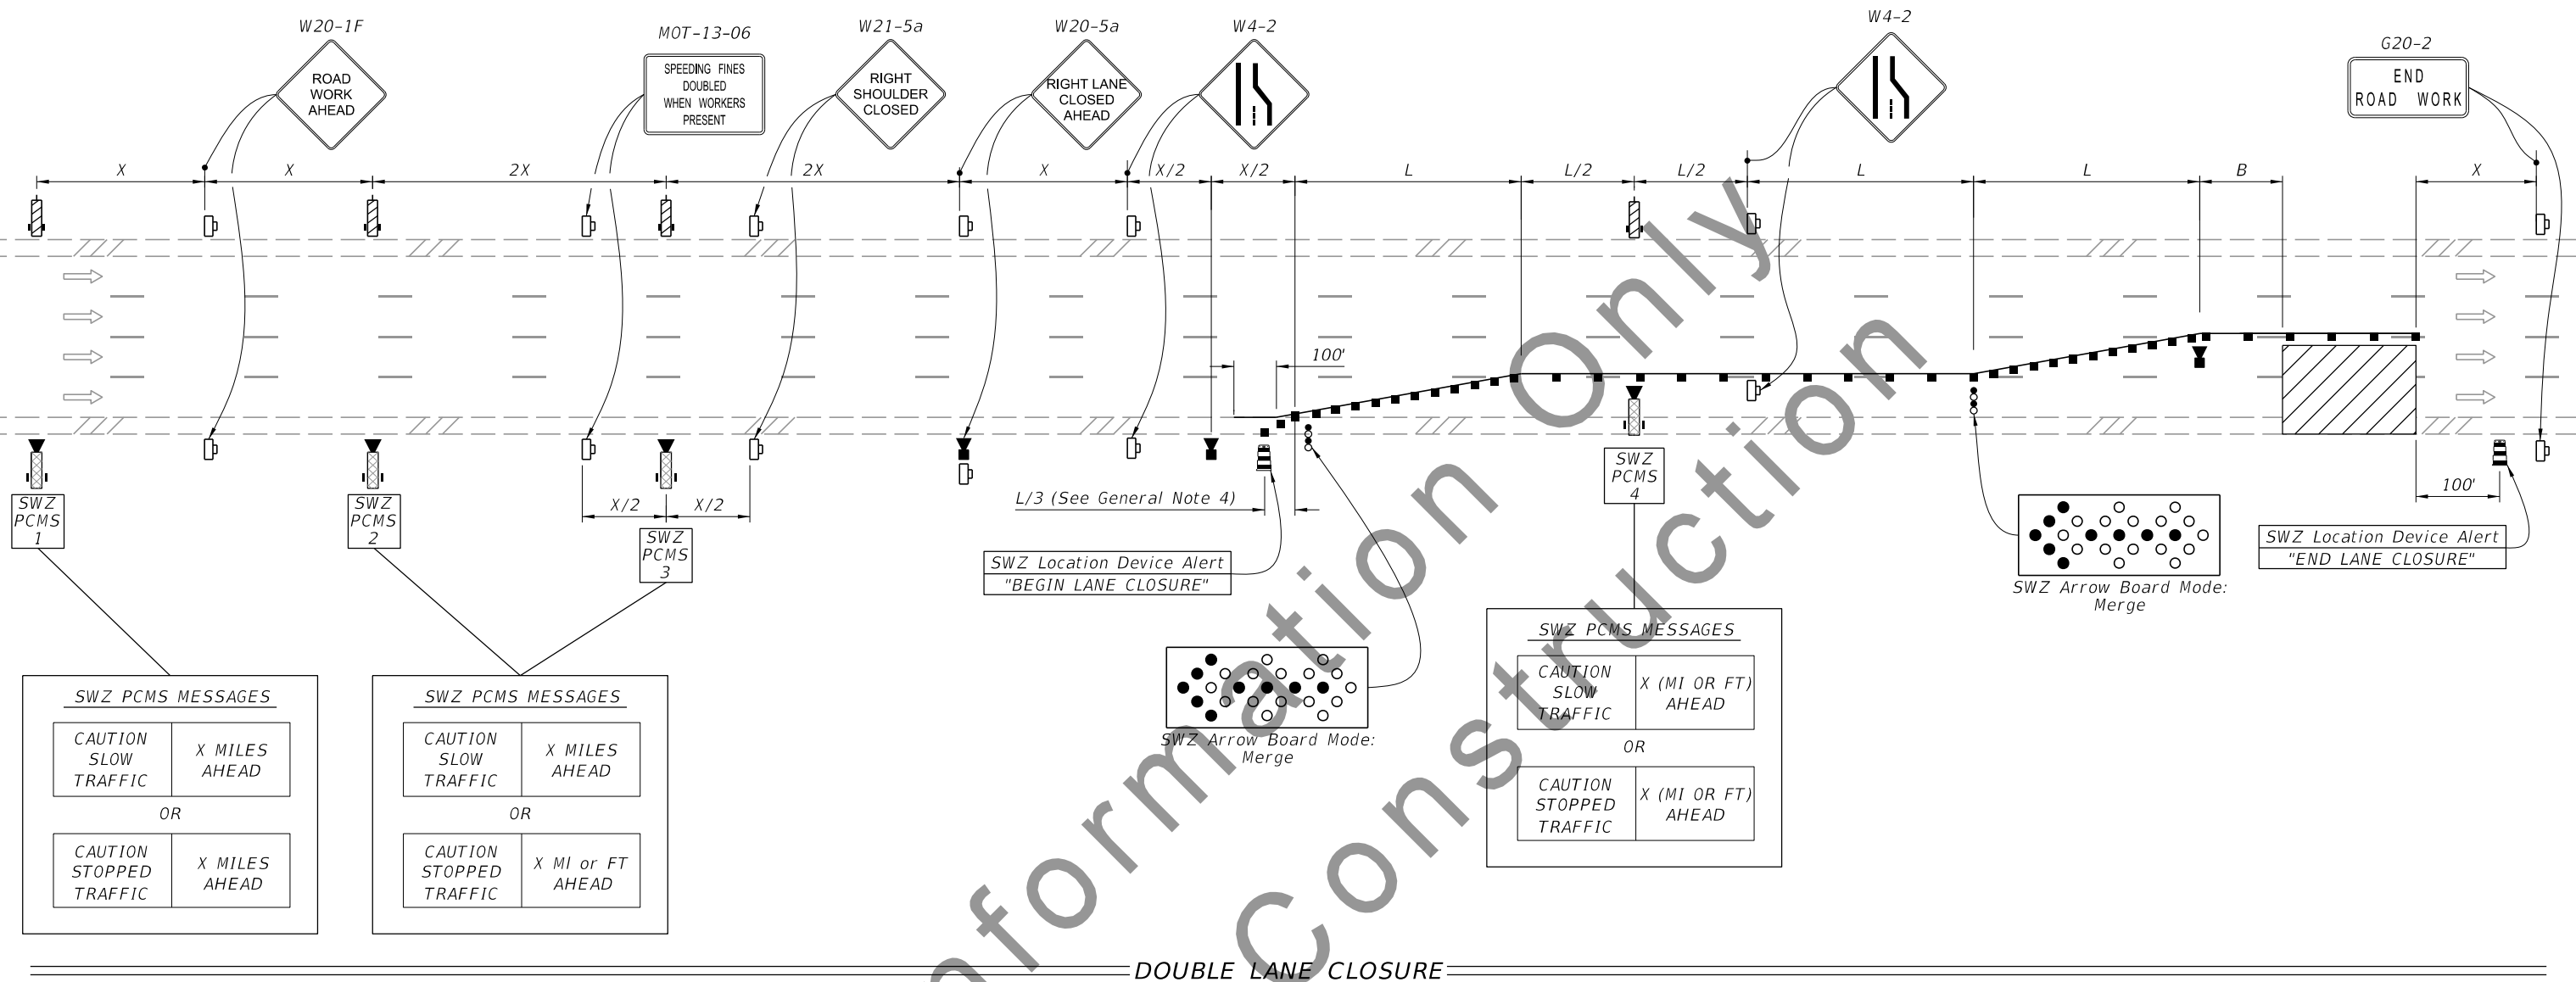 W20-1F
ROAD
WORK
AHEAD
MOT-13-06
SPEEDING FINES
DOUBLED
WHEN WORKERS
PRESENT
W21-5a
RIGHT
SHOULDER
CLOSED
W20-5a
RIGHT LANE
CLOSED
AHEAD
W4-2
W4-2
G20-2
END
ROAD WORK
X
X
2X
2X
X
X/2
X/2
L
L/2
L/2
L
L
B
X
100'
SWZ
PCMS
1
SWZ
PCMS
2
X/2
X/2
SWZ
PCMS
3
L/3 (See General Note 4)
SWZ Location Device Alert
"BEGIN LANE CLOSURE"
SWZ
PCMS
4
100'
SWZ Location Device Alert
"END LANE CLOSURE"
SWZ Arrow Board Mode:
Merge
SWZ Arrow Board Mode:
Merge
SWZ PCMS MESSAGES
CAUTION
SLOW
TRAFFIC
X MILES
AHEAD
OR
CAUTION
STOPPED
TRAFFIC
X MILES
AHEAD
SWZ PCMS MESSAGES
CAUTION
SLOW
TRAFFIC
X MILES
AHEAD
OR
CAUTION
STOPPED
TRAFFIC
X MI or FT
AHEAD
SWZ PCMS MESSAGES
CAUTION
SLOW
TRAFFIC
X (MI OR FT)
AHEAD
OR
CAUTION
STOPPED
TRAFFIC
X (MI OR FT)
AHEAD
nformation Only
Construction
DOUBLE LANE CLOSURE